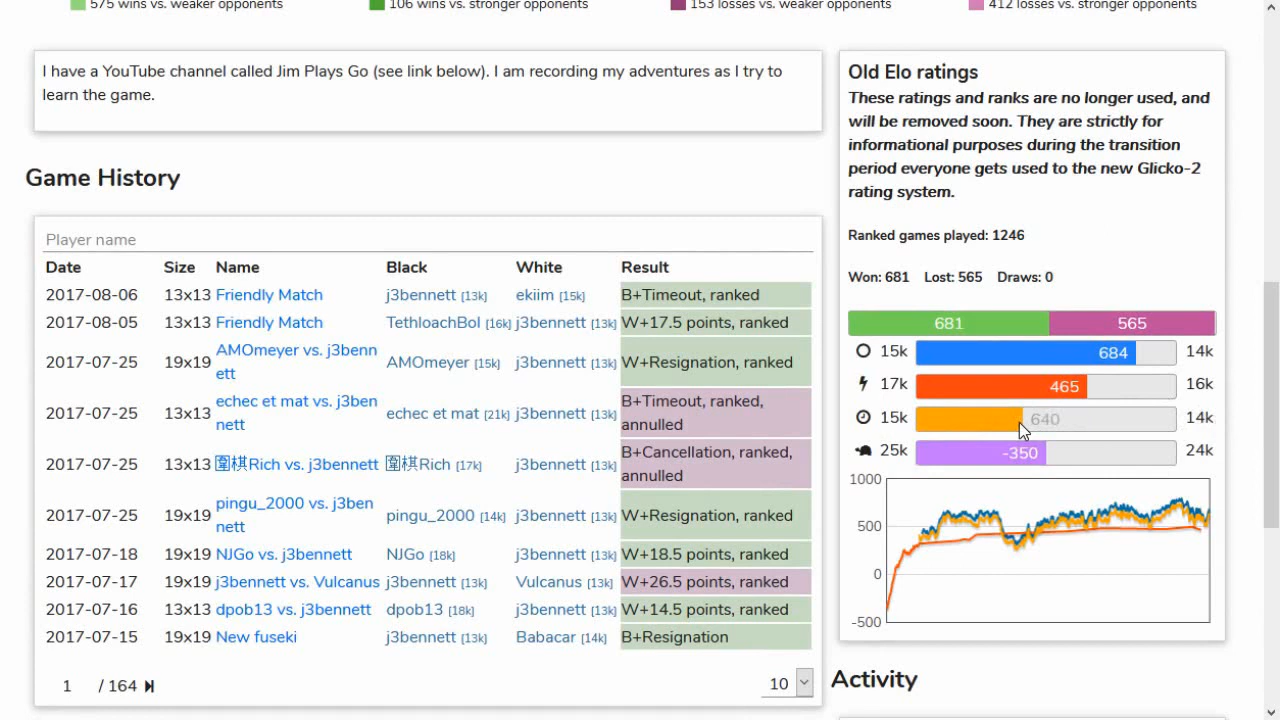 575 wins vs. weaker opponents 106 wins vs. stronger opponents 153 losses vs. weaker opponents 412 losses vs. stronger opponents
I have a YouTube channel called Jim Plays Go (see link below). I am recording my adventures as I try to
learn the game.
Game History
Player name
Date Size Name Black White Result
2017-08-06 13x13 Friendly Match j3bennett [13k] ekiim [15k] B+Timeout, ranked
2017-08-05 13x13 Friendly Match TethloachBol [16k] j3bennett [13k] W+17.5 points, ranked
2017-07-25 19x19 AMOmeyer vs. j3benn
ett AMOmeyer [15k] j3bennett [13k] W+Resignation, ranked
2017-07-25 13x13 echec et mat vs. j3ben
nett echec et mat [21k] j3bennett [13k] B+Timeout, ranked,
annulled
2017-07-25 13x13 圍棋Rich vs. j3bennett 圍棋Rich [17k] j3bennett [13k] B+Cancellation, ranked,
annulled
2017-07-25 19x19 pingu_2000 vs. j3ben
nett pingu_2000 [14k] j3bennett [13k] W+Resignation, ranked
2017-07-18 19x19 NJGo vs. j3bennett NJGo [18k] j3bennett [13k] W+18.5 points, ranked
2017-07-17 19x19 j3bennett vs. Vulcanus j3bennett [13k] Vulcanus [13k] W+26.5 points, ranked
2017-07-16 13x13 dpob13 vs. j3bennett dpob13 [18k] j3bennett [13k] W+14.5 points, ranked
2017-07-15 19x19 New fuseki j3bennett [13k] Babacar [14k] B+Resignation
1 / 164 10
Old Elo ratings
These ratings and ranks are no longer used, and
will be removed soon. They are strictly for
informational purposes during the transition
period everyone gets used to the new Glicko-2
rating system.
Ranked games played: 1246
Won: 681 Lost: 565 Draws: 0
681 565
15k 684 14k
17k 465 16k
15k 640 14k
25k -350 24k
1000
500
0
-500
Activity